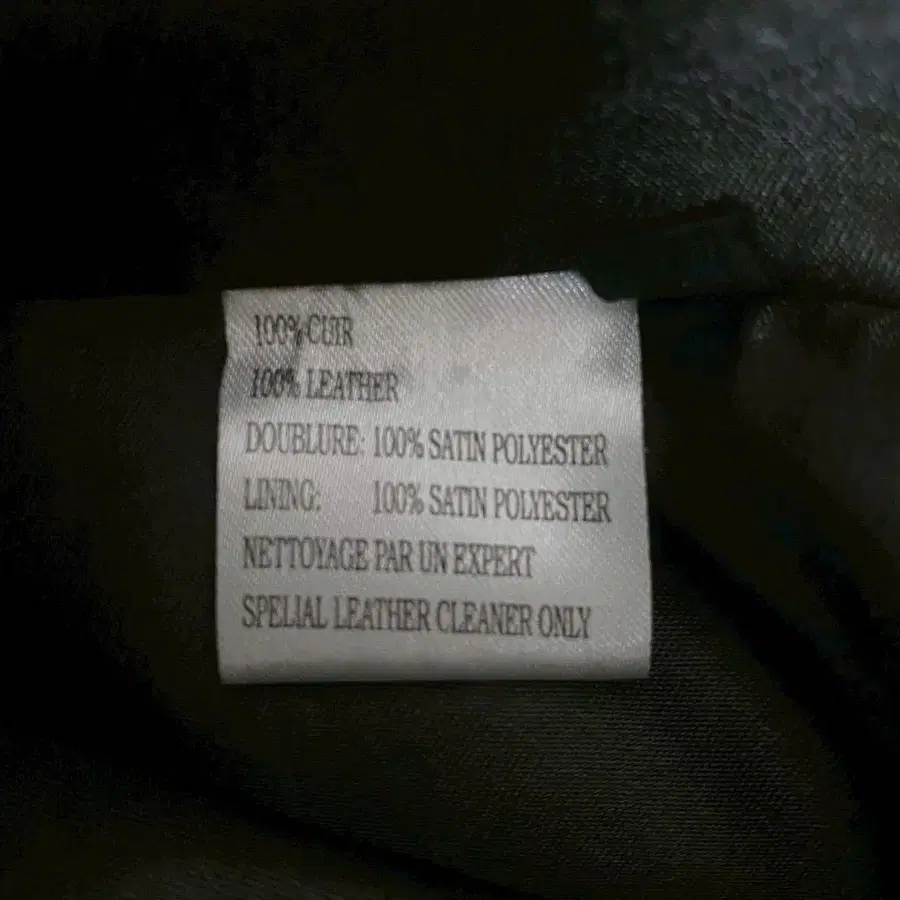 100% CUIR
100% LEATHER
DOUBLURE: 100% SATIN POLYESTER
LINING: 100% SATIN POLYESTER
NETTOYAGE PAR UN EXPERT
SPELIAL LEATHER CLEANER ONLY